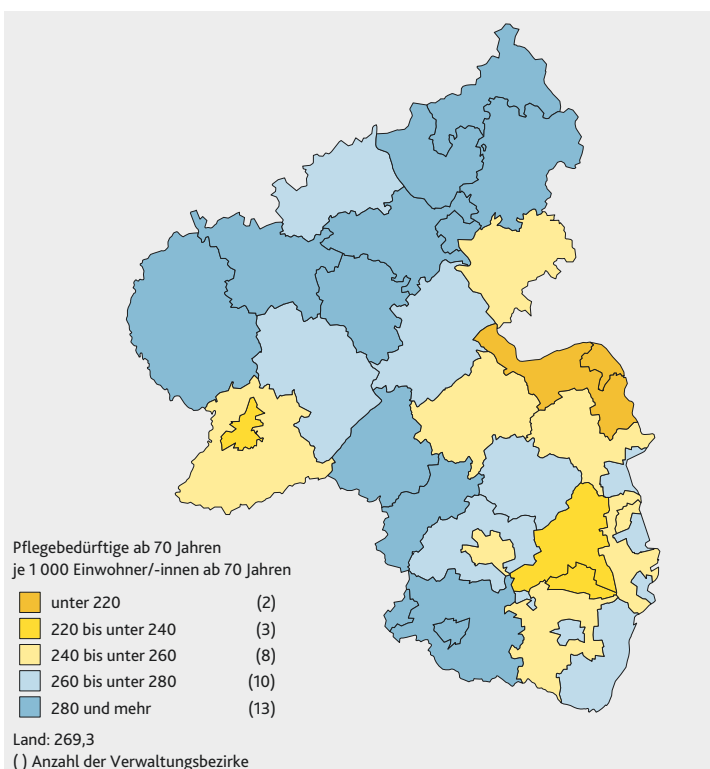 Pflegebedürftige ab 70 Jahren
je 1 000 Einwohner/-innen ab 70 Jahren
unter 220 (2)
220 bis unter 240 (3)
240 bis unter 260 (8)
260 bis unter 280 (10)
280 und mehr (13)
Land: 269,3
( ) Anzahl der Verwaltungsbezirke